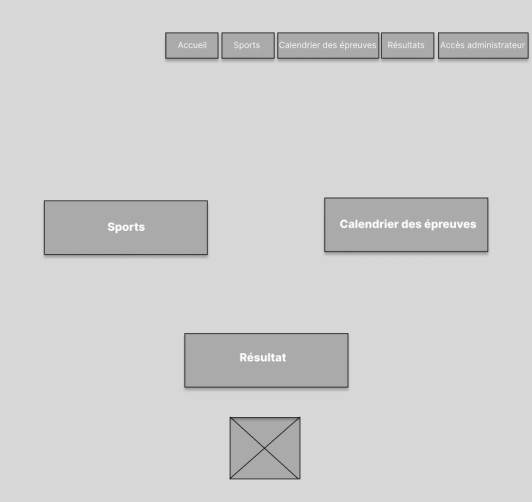 Accueil
Sports
Calendrier des épreuves
Résultats
Accès administrateur
Sports
Calendrier des épreuves
Résultat